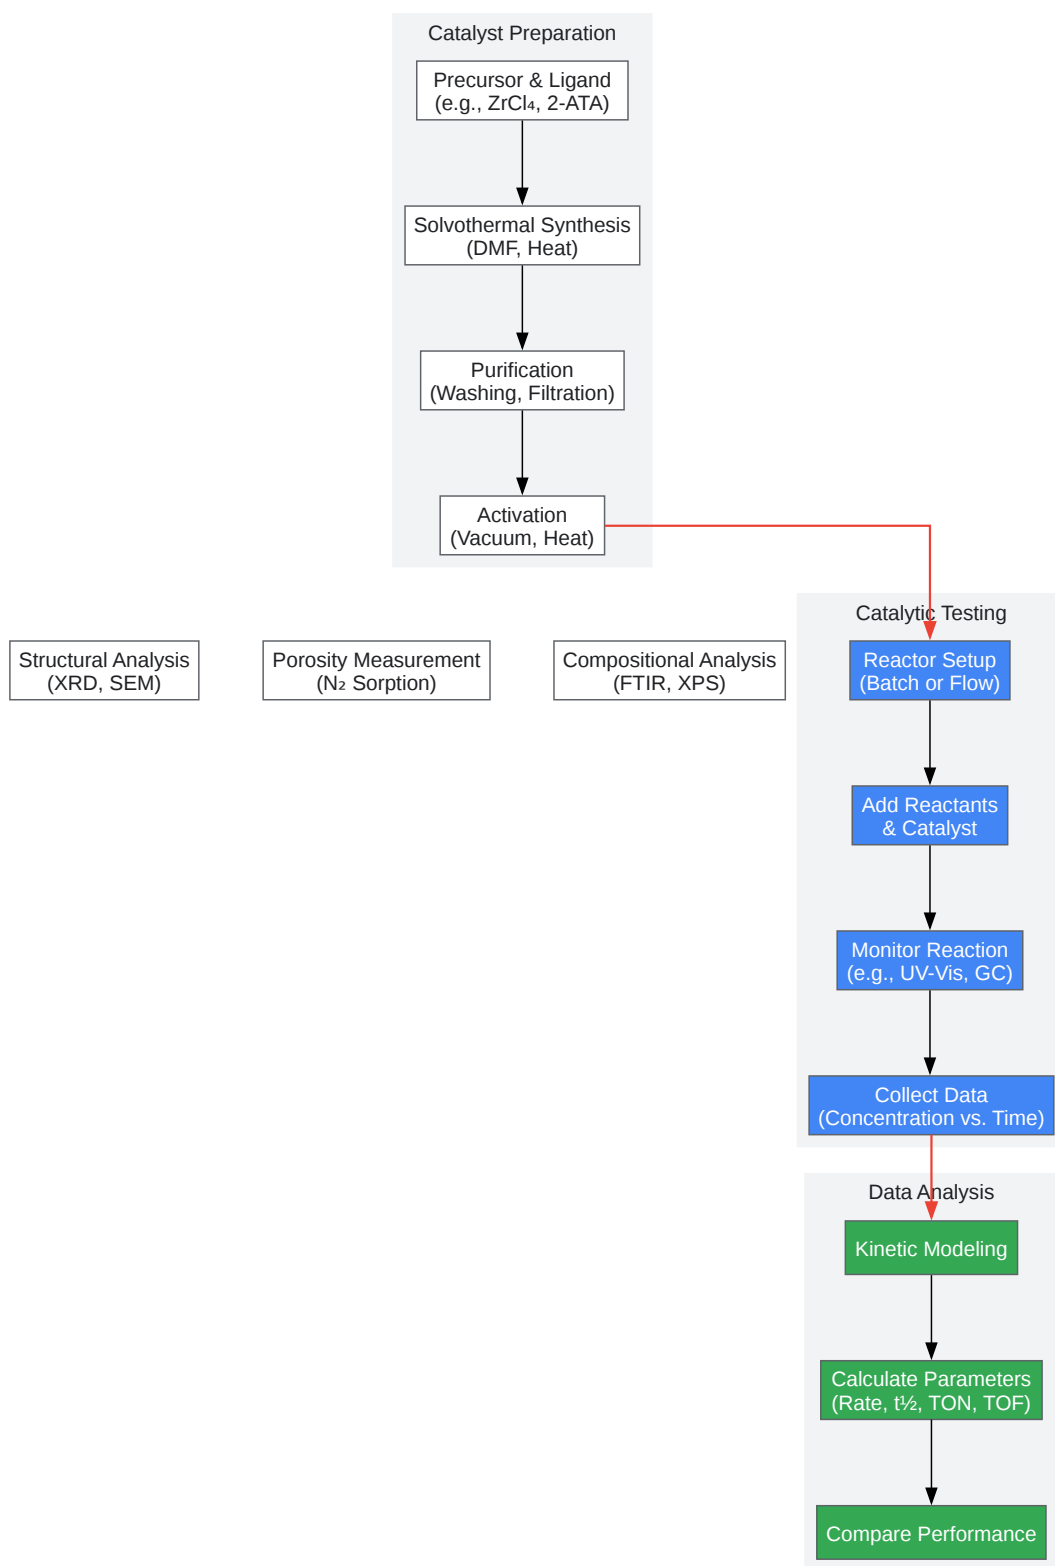 Catalyst Preparation
Precursor & Ligand
(e.g., ZrCl₄, 2-ATA)
Solvothermal Synthesis
(DMF, Heat)
Purification
(Washing, Filtration)
Activation
(Vacuum, Heat)
Structural Analysis
(XRD, SEM)
Porosity Measurement
(N₂ Sorption)
Compositional Analysis
(FTIR, XPS)
Catalytic Testing
Reactor Setup
(Batch or Flow)
Add Reactants
& Catalyst
Monitor Reaction
(e.g., UV-Vis, GC)
Collect Data
(Concentration vs. Time)
Data Analysis
Kinetic Modeling
Calculate Parameters
(Rate, t½, TON, TOF)
Compare Performance